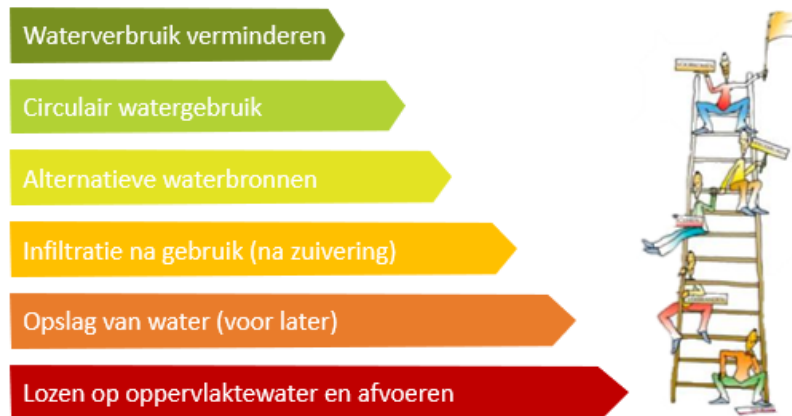 Waterverbruik verminderen
Circulair watergebruik
Alternatieve waterbronnen
Infiltratie na gebruik (na zuivering)
Opslag van water (voor later)
Lozen op oppervlaktewater en afvoeren